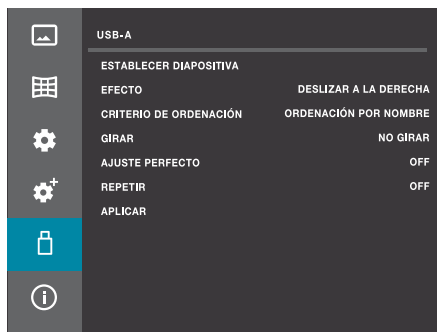 USB-A
ESTABLECER DIAPOSITIVA
EFECTO DESLIZAR A LA DERECHA
CRITERIO DE ORDENACIÓN ORDENACIÓN POR NOMBRE
GIRAR NO GIRAR
AJUSTE PERFECTO OFF
REPETIR OFF
APLICAR